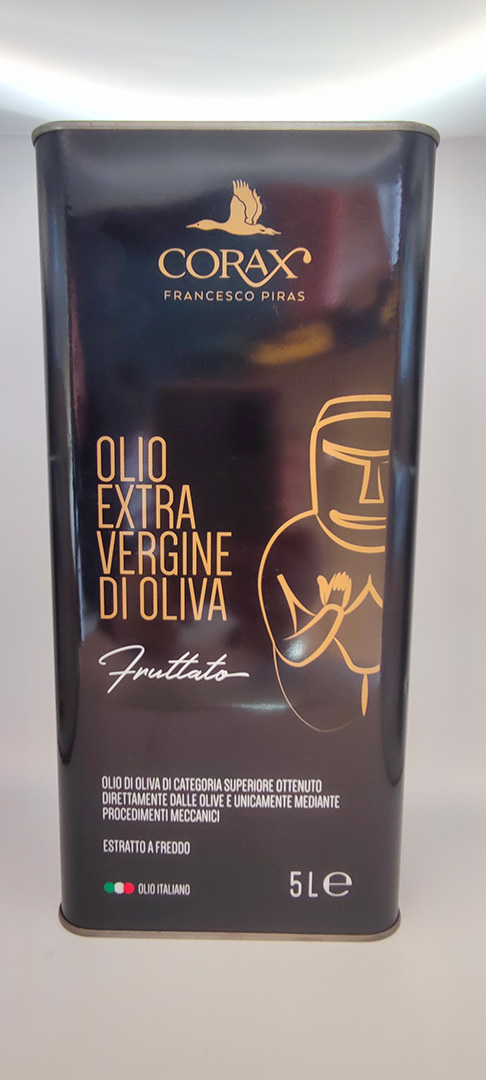 CORAX
FRANCESCO PIRAS
OLIO
EXTRA
VERGINE
DI OLIVA
Fruttato
OLIO DI OLIVA DI CATEGORIA SUPERIORE OTTENUTO
DIRETTAMENTE DALLE OLIVE E UNICAMENTE MEDIANTE
PROCEDIMENTI MECCANICI
ESTRATTO A FREDDO
OLIO ITALIANO
5 L ℮